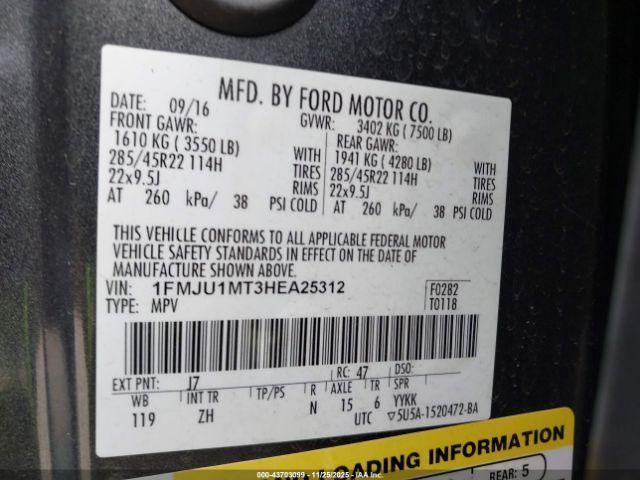 MFD. BY FORD MOTOR CO.
DATE: 09/16 GVWR: 3402 KG ( 7500 LB)
FRONT GAWR: REAR GAWR:
1610 KG ( 3550 LB) WITH 1941 KG ( 4280 LB) WITH
285/45R22 114H TIRES 285/45R22 114H TIRES
22x9.5J RIMS 22x9.5J RIMS
AT 260 kPa/ 38 PSI COLD AT 260 kPa/ 38 PSI COLD
THIS VEHICLE CONFORMS TO ALL APPLICABLE FEDERAL MOTOR
VEHICLE SAFETY STANDARDS IN EFFECT ON THE DATE OF
MANUFACTURE SHOWN ABOVE.
VIN: 1FMJU1MT3HEA25312 F0282
TYPE: MPV T0118
EXT PNT: J7 RC: 47 DSO:
WB INT TR TP/PS R AXLE TR SPR
119 ZH N 15 6 YYKK
UTC ▽5U5A-1520472-BA
LOADING INFORMATION
REAR: 5
000-43703099 - 11/25/2025 - IAAI.com